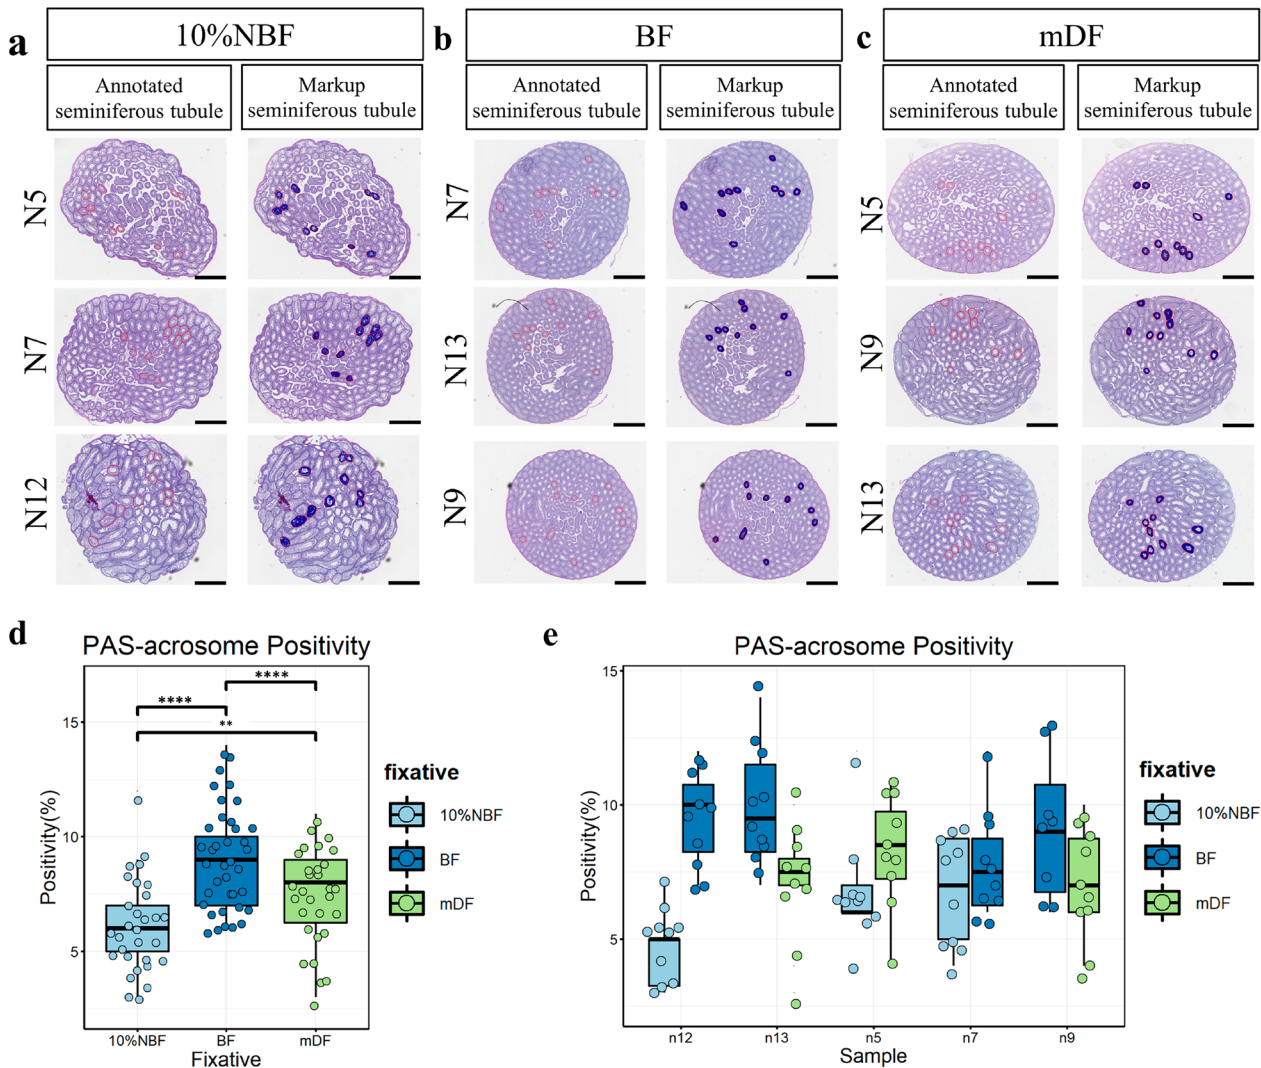 a
10%NBF
Annotated
seminiferous tubule
Markup
seminiferous tubule
N5
N7
N12
b
BF
Annotated
seminiferous tubule
Markup
seminiferous tubule
N7
N13
N9
c
mDF
Annotated
seminiferous tubule
Markup
seminiferous tubule
N5
N9
N13
d
PAS-acrosome Positivity
****
****
**
15
10
5
Positivity(%)
10%NBF
BF
mDF
Fixative
fixative
10%NBF
BF
mDF
e
PAS-acrosome Positivity
15
10
5
Positivity(%)
n12
n13
n5
n7
n9
Sample
fixative
10%NBF
BF
mDF